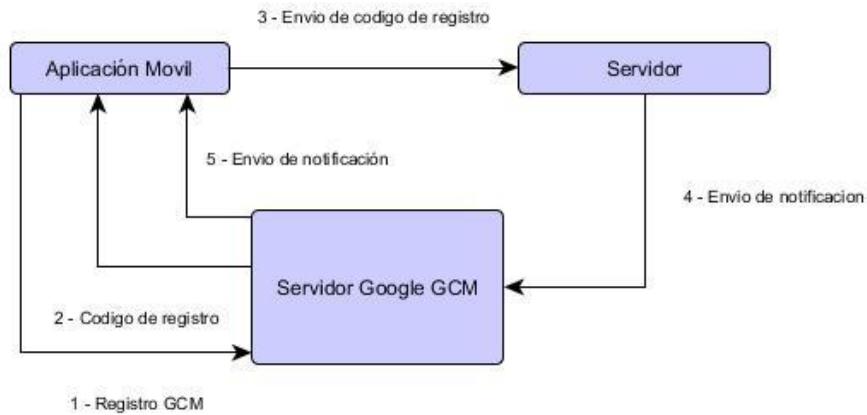 3 - Envio de codigo de registro
Aplicación Movil
Servidor
5 - Envio de notificación
4 - Envio de notificacion
Servidor Google GCM
2 - Codigo de registro
1 - Registro GCM